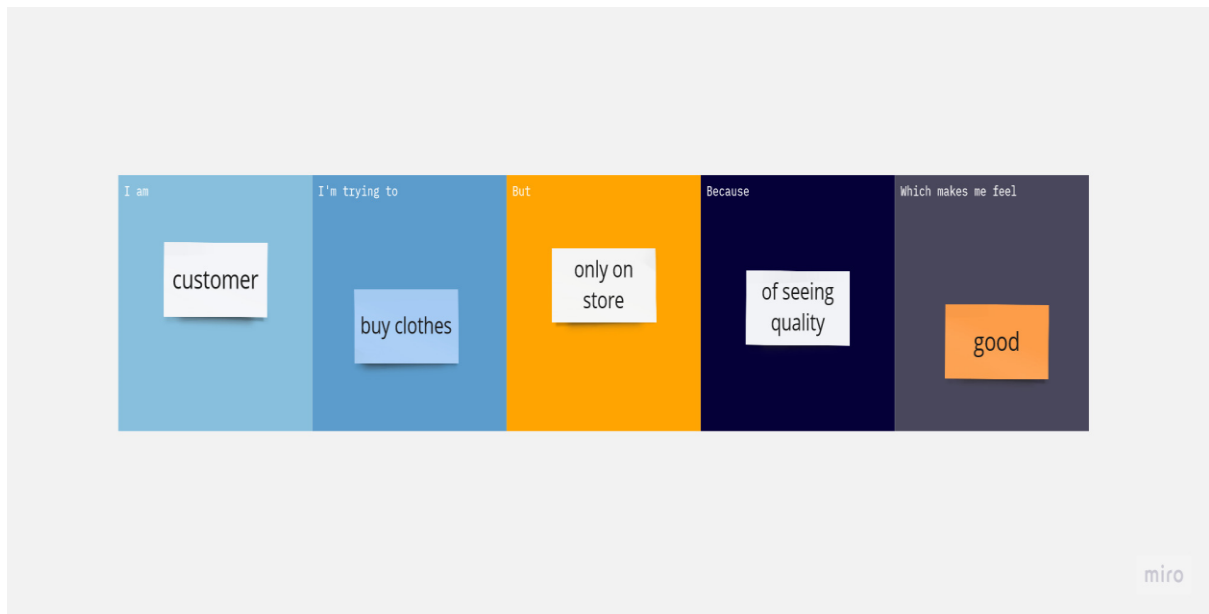 I am
customer
I'm trying to
buy clothes
But
only on
store
Because
of seeing
quality
Which makes me feel
good
miro